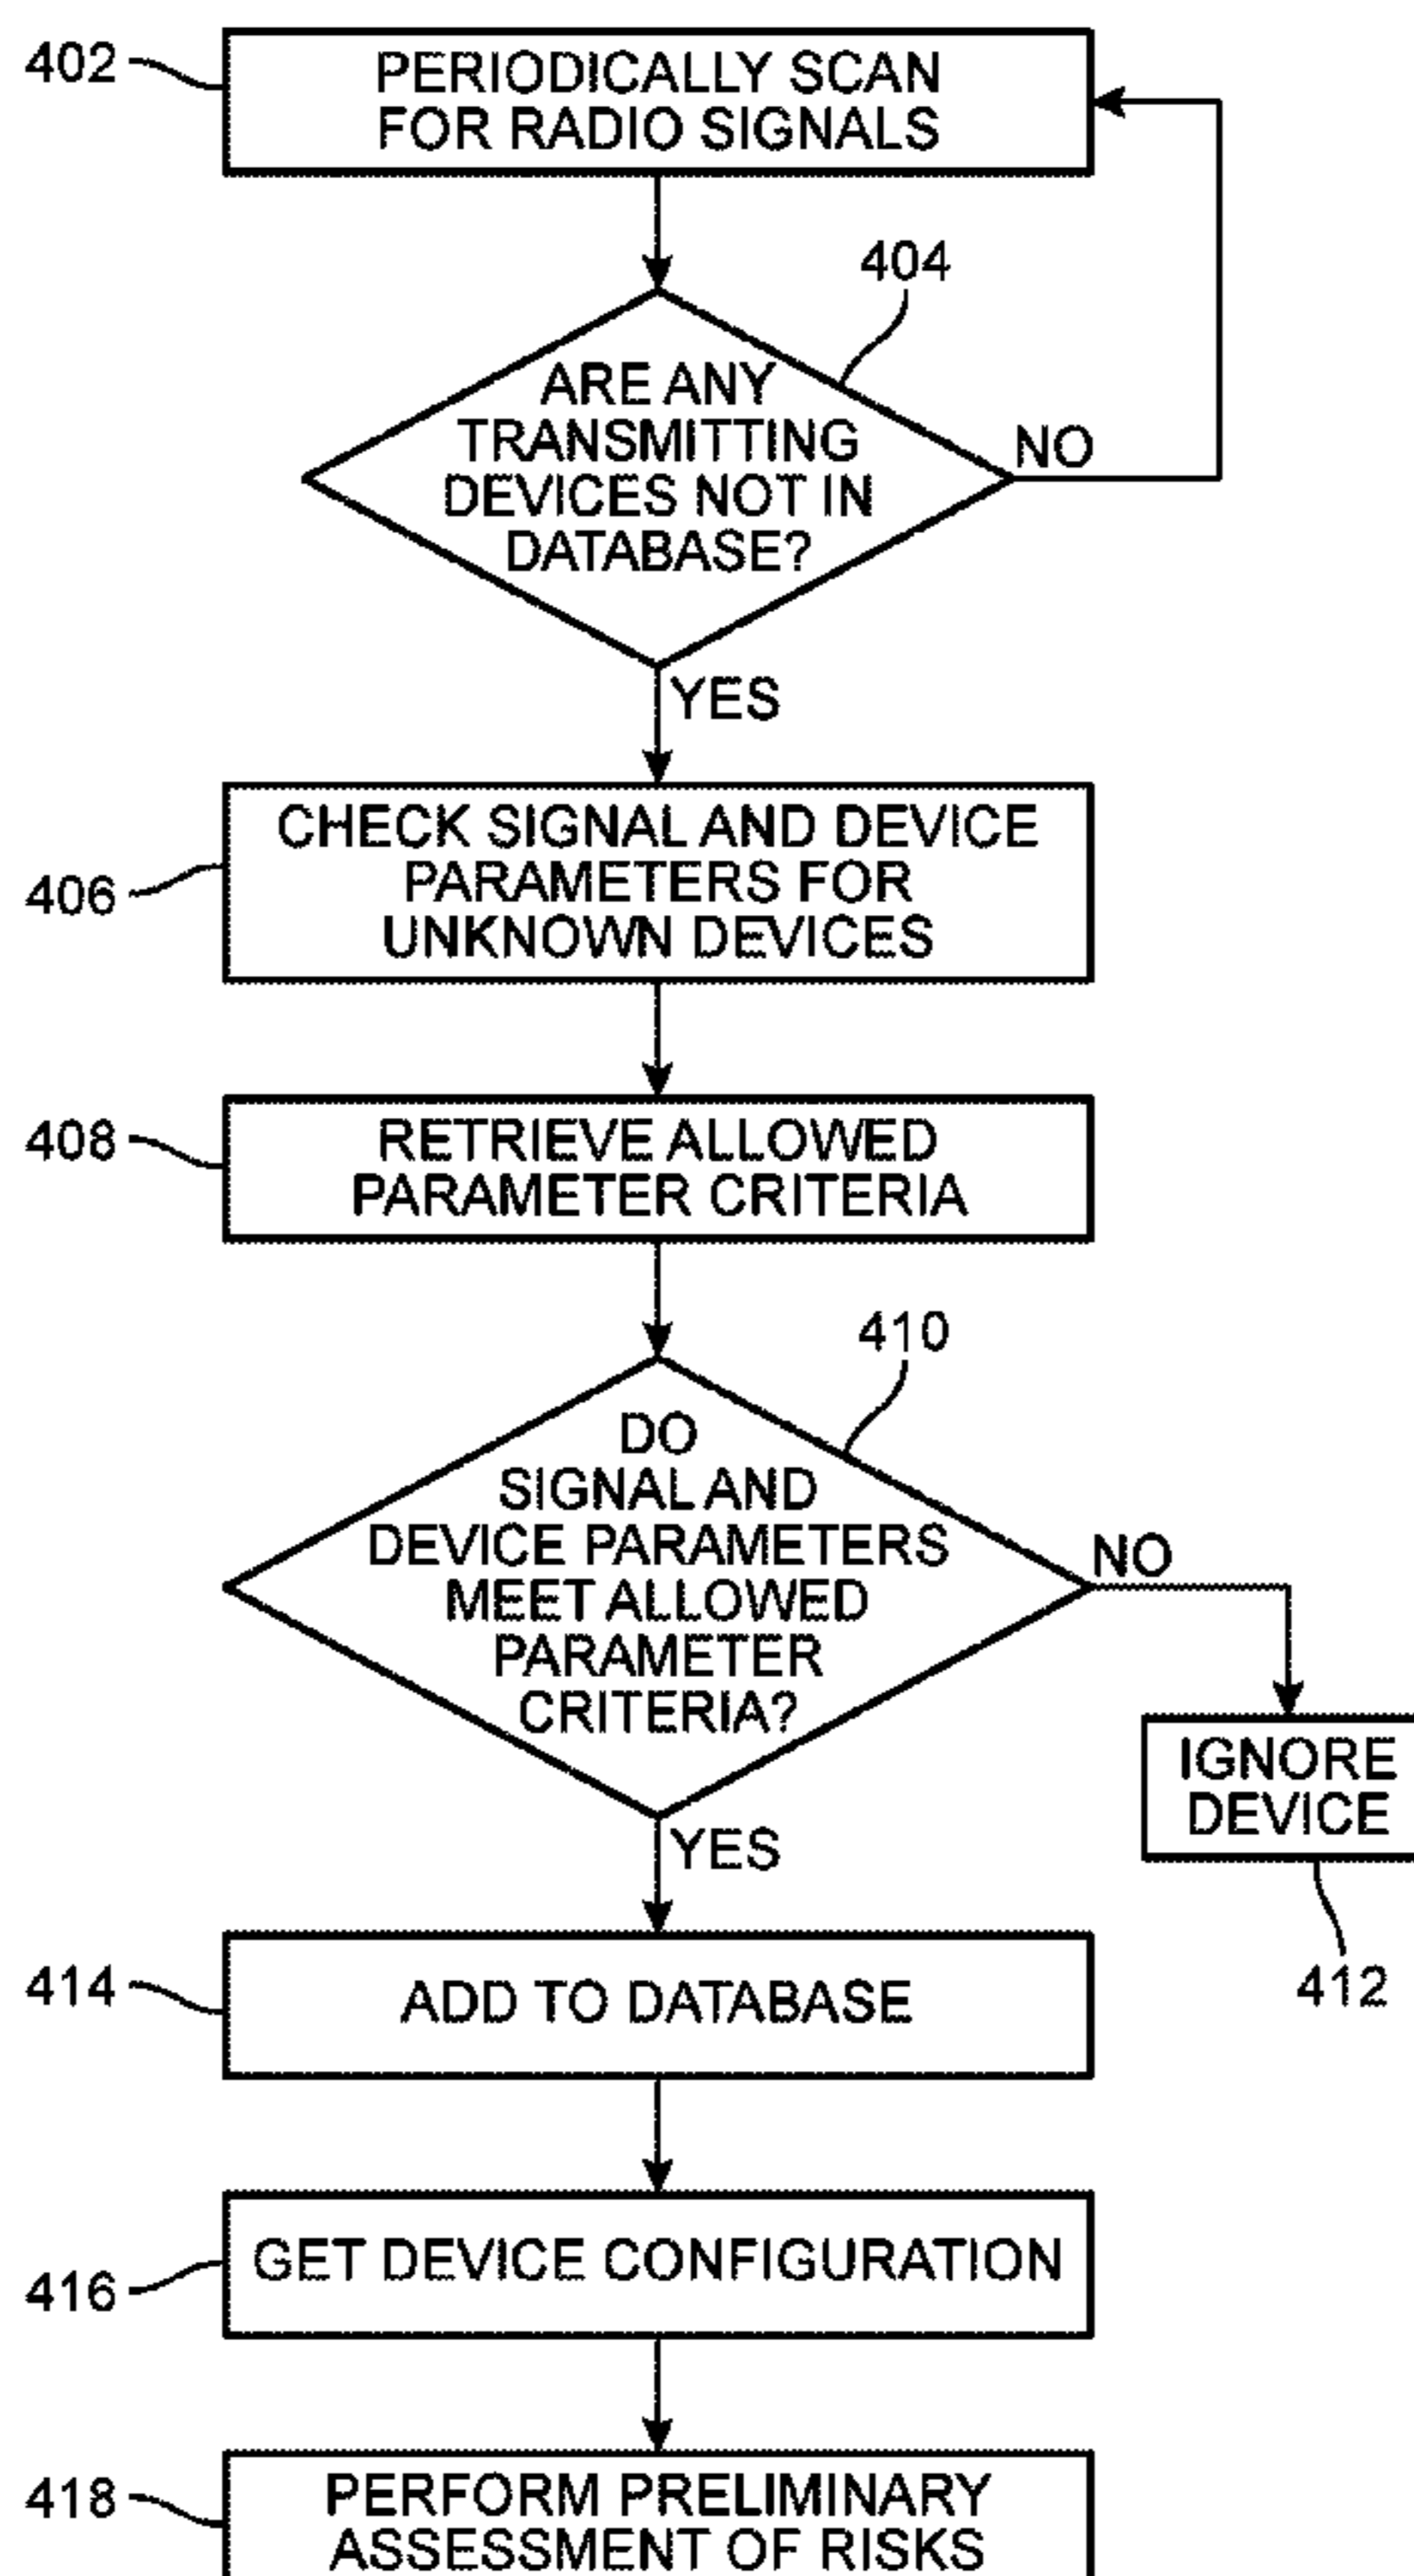 402
PERIODICALLY SCAN
FOR RADIO SIGNALS
404
ARE ANY
TRANSMITTING
DEVICES NOT IN
DATABASE?
NO
YES
406
CHECK SIGNAL AND DEVICE
PARAMETERS FOR
UNKNOWN DEVICES
408
RETRIEVE ALLOWED
PARAMETER CRITERIA
410
DO
SIGNAL AND
DEVICE PARAMETERS
MEET ALLOWED
PARAMETER
CRITERIA?
NO
IGNORE
DEVICE
412
YES
414
ADD TO DATABASE
416
GET DEVICE CONFIGURATION
418
PERFORM PRELIMINARY
ASSESSMENT OF RISKS